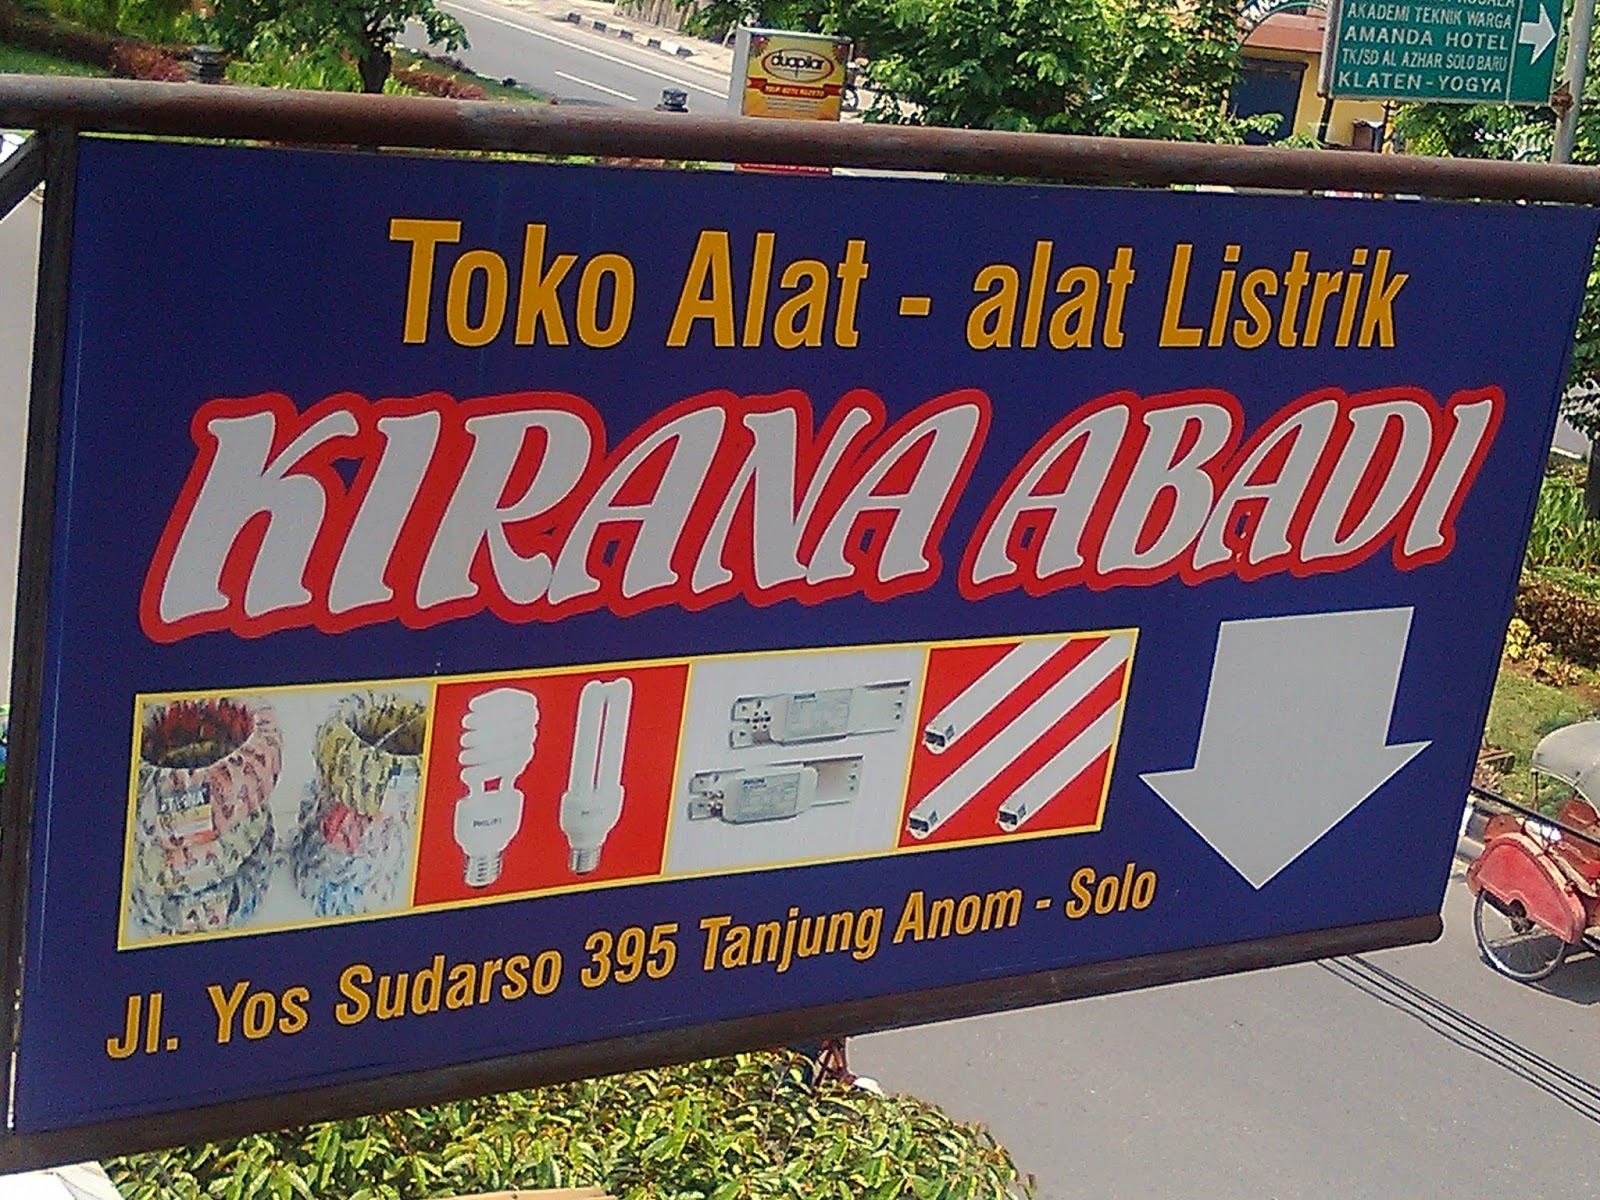 AKADEMI TEKNIK WARGA
AMANDA HOTEL
TK/SD AL AZHAR SOLO BARU
KLATEN - YOGYA
duapilar
Toko Alat - alat Listrik
KIRANA ABADI
PHILIPS
Jl. Yos Sudarso 395 Tanjung Anom - Solo